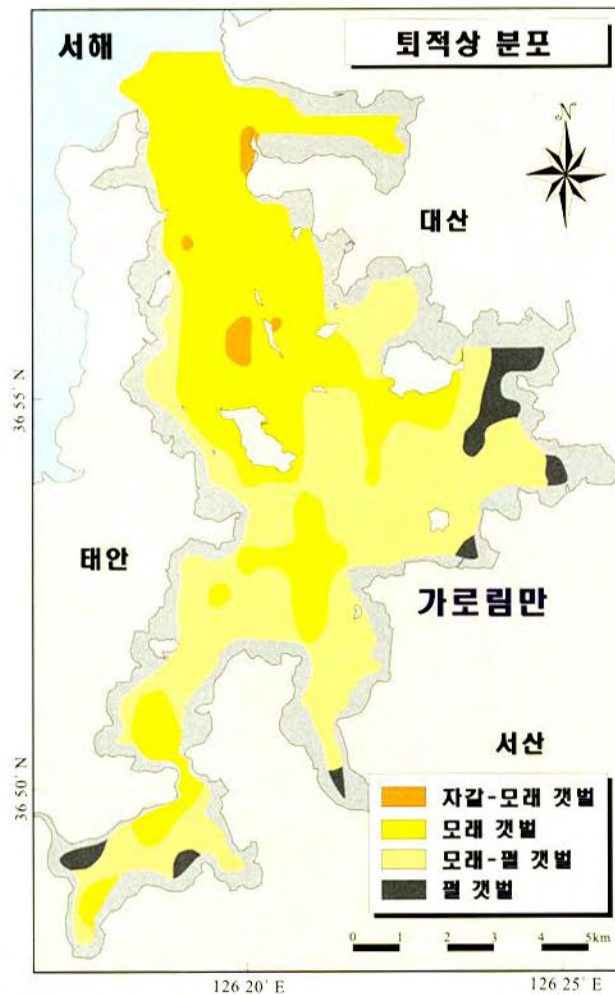 서해
퇴적상 분포
N
대산
36 55' N
태안
가로림만
서산
36 50' N
자갈-모래 갯벌
모래 갯벌
모래-펄 갯벌
펄 갯벌
0 1 2 3 4 5km
126 20' E
126 25' E